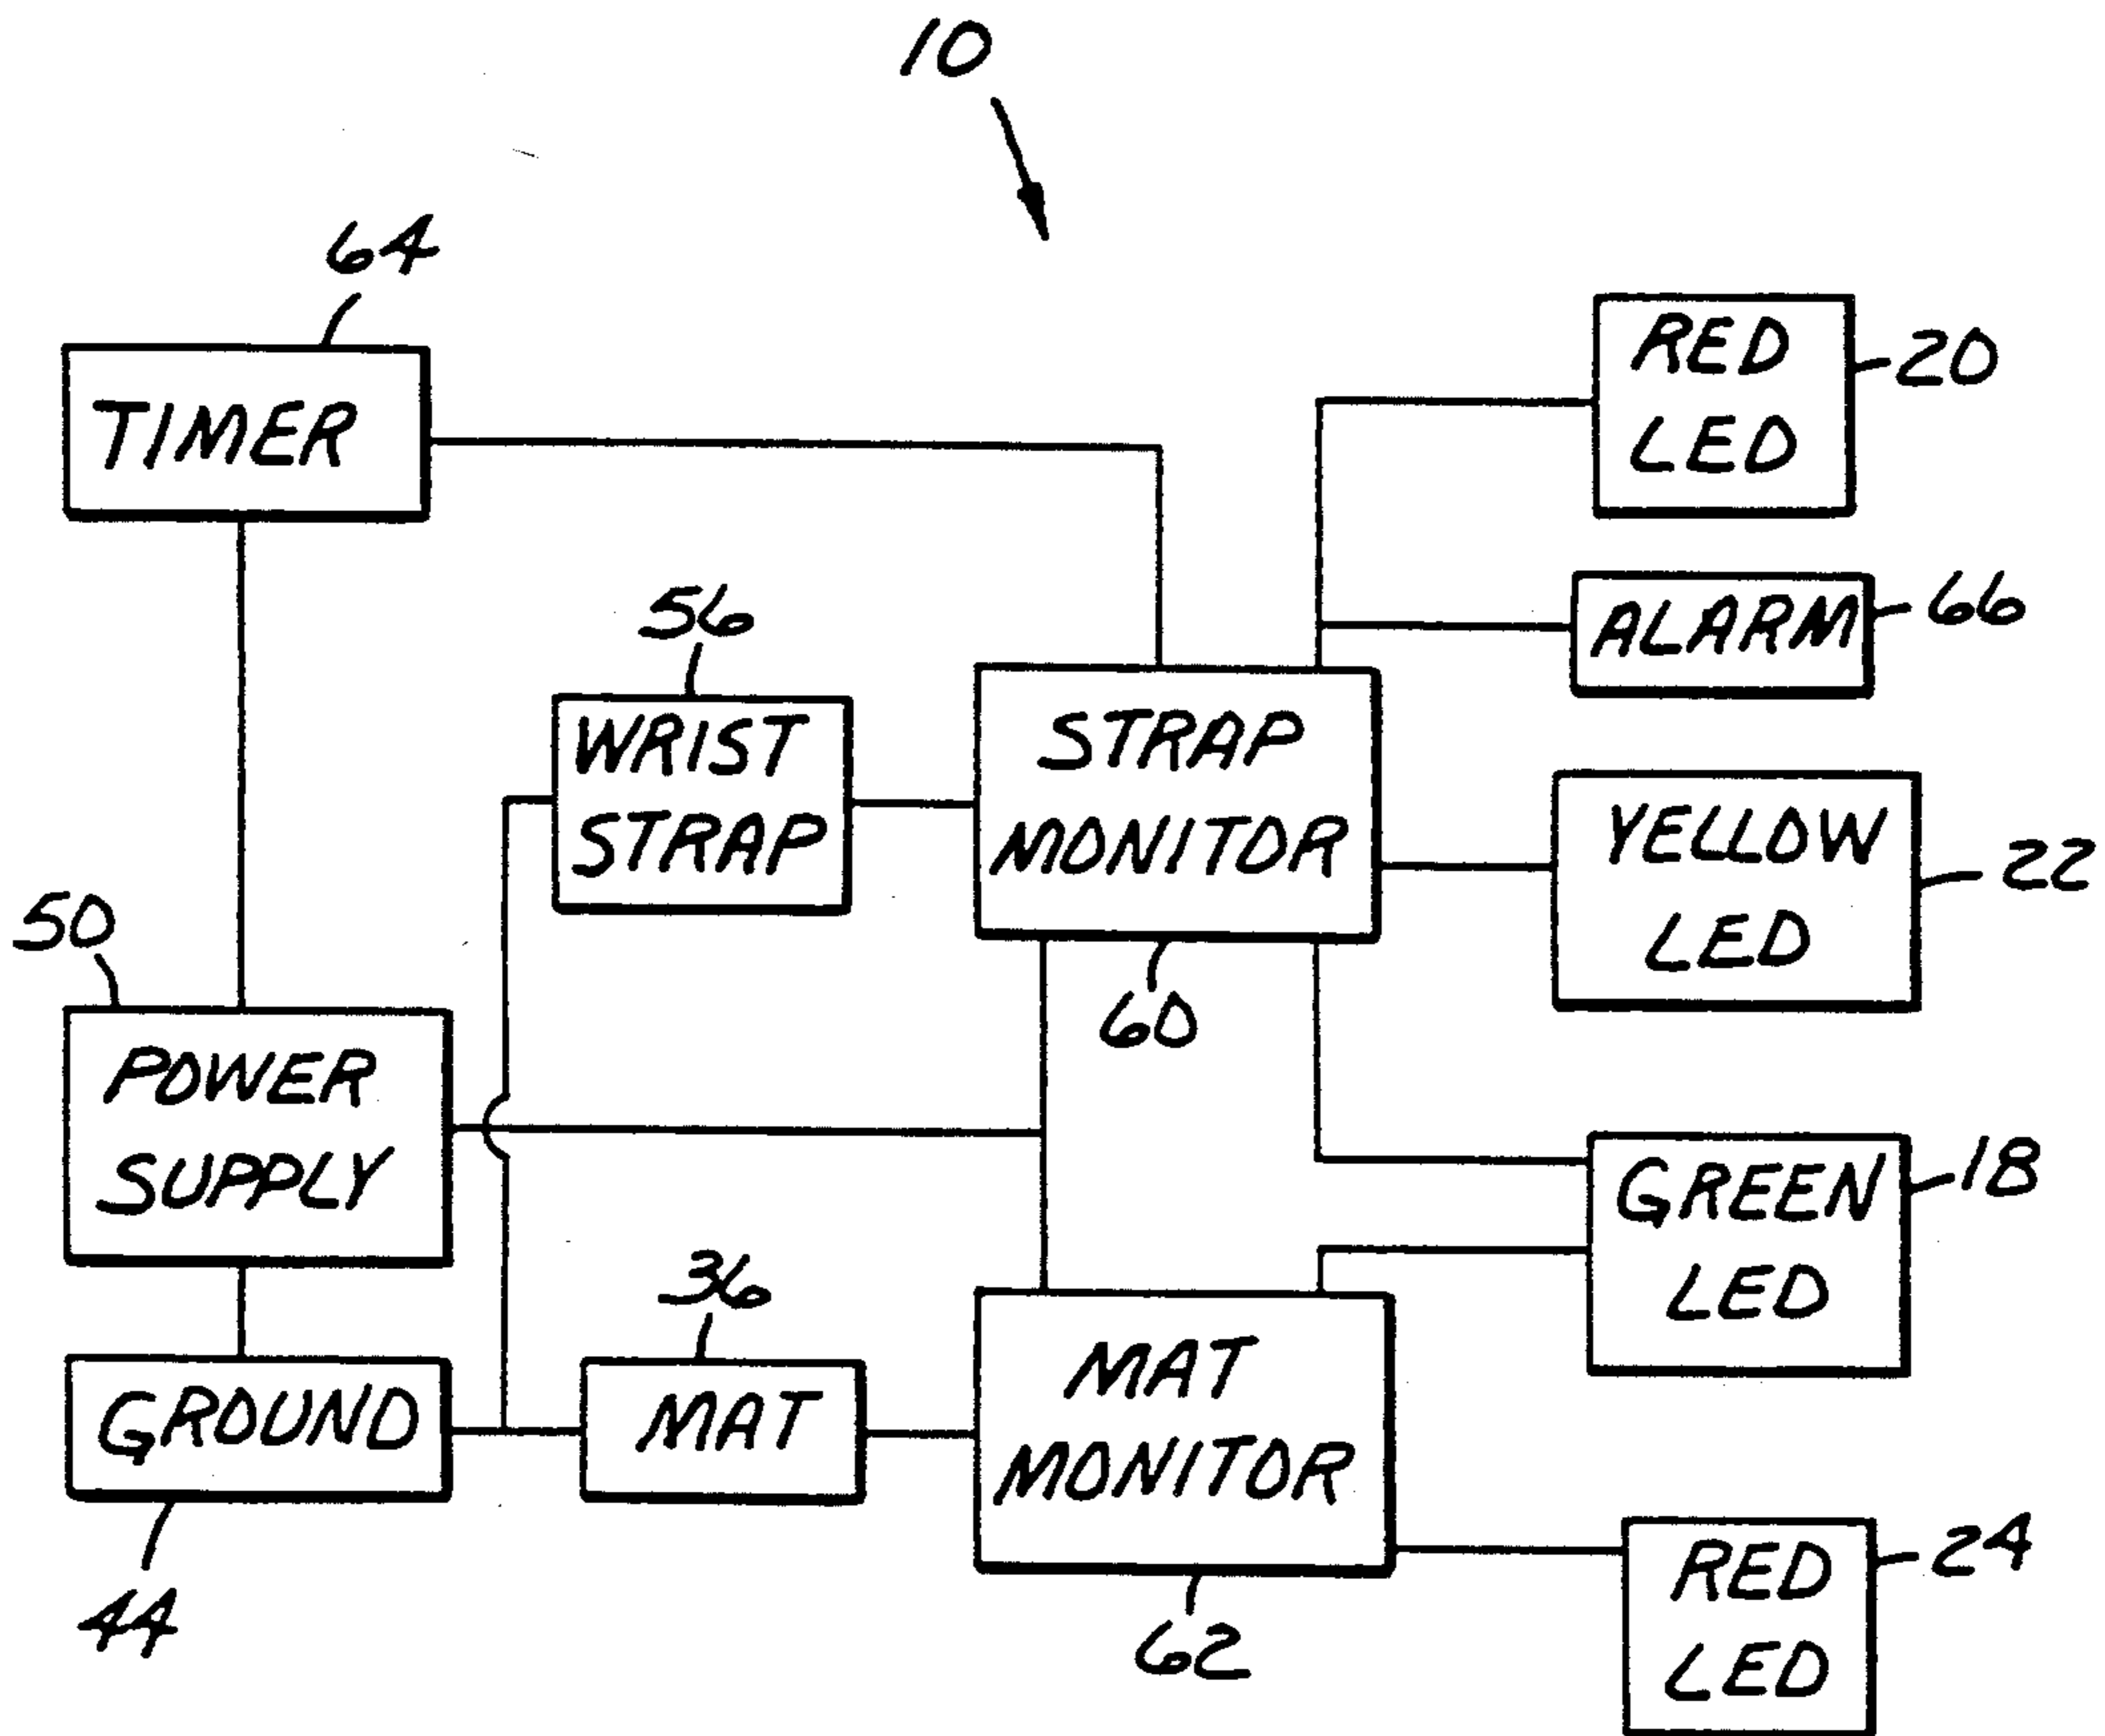 10
64
TIMER
RED
LED
20
ALARM
66
56
WRIST
STRAP
STRAP
MONITOR
60
YELLOW
LED
22
50
POWER
SUPPLY
GREEN
LED
18
GROUND
44
36
MAT
MAT
MONITOR
62
RED
LED
24